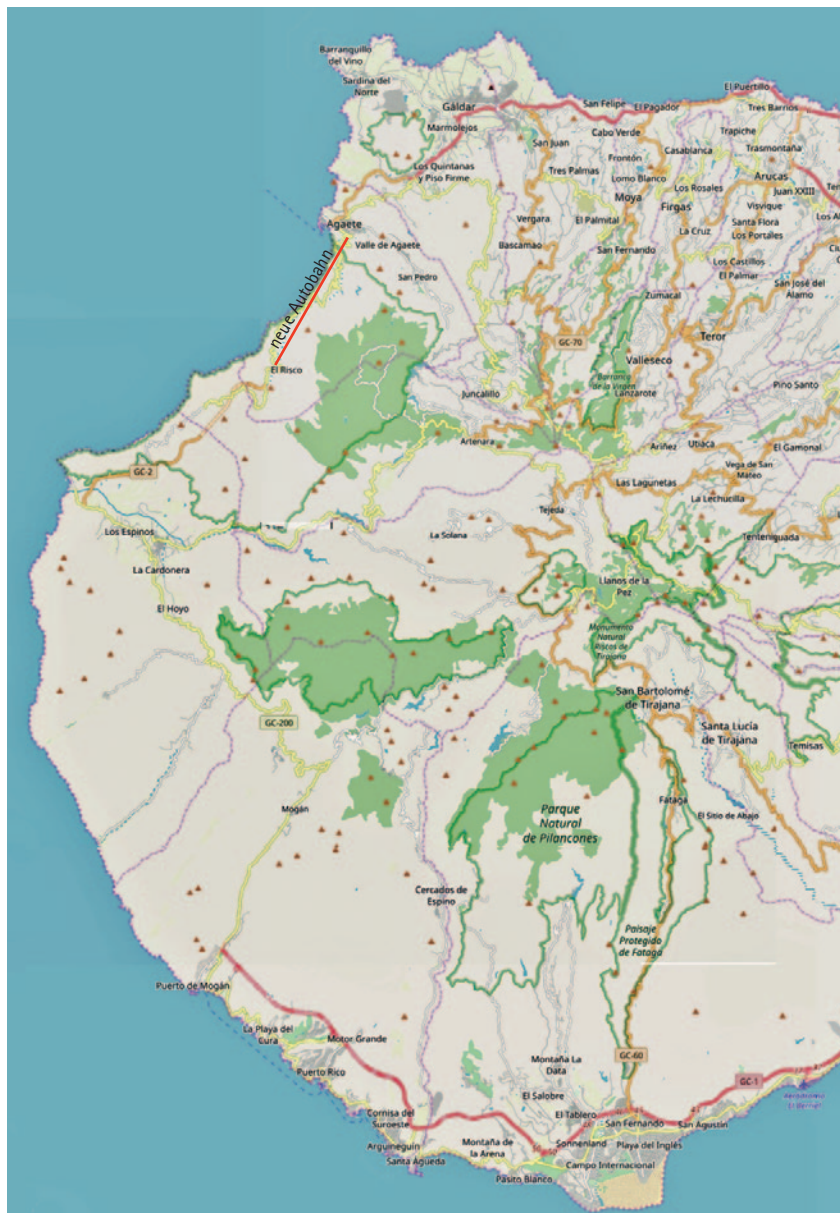 Barranquillo
del Vino
Sardina del
Norte
Gáldar
Marmolejos
San Felipe
El Pagador
El Puertillo
Tres Barrios
San Juan
Cabo Verde
Trapiche
Frontón
Casablanca
Trasmontaña
Los Quintanas
y Piso Firme
Tres Palmas
Lomo Blanco
Arucas
Moya
Los Rosales
Juan XXIII
Firgas
Visvique
Agaete
Vergara
El Palmital
Santa Flora
La Cruz
Los Portales
Valle de Agaete
Bascamao
San Fernando
Los Castillos
El Palmar
San Pedro
San José del
Álamo
Zumacal
neue Autobahn
Teror
GC-70
Valleseco
El Risco
Barranco
de la Virgen
Juncalillo
Lanzarote
Pino Santo
Artenara
Ariñez
Utiaca
El Gamonal
Vega de San
Mateo
GC-2
Las Lagunetas
La Lechucilla
Tejeda
Los Espinos
La Solana
Tenteniguada
La Cardonera
Llanos de la
Pez
El Hoyo
Monumento
Natural
Riscos de
Tirajana
San Bartolomé
de Tirajana
GC-200
Santa Lucía
de Tirajana
Temisas
Mogán
Fataga
Parque
Natural
de Pilancones
El Sitio de Abajo
Cercados de
Espino
Paisaje
Protegido
de Fataga
Puerto de Mogán
La Playa del
Cura
Motor Grande
Montaña La
Data
GC-60
Puerto Rico
GC-1
El Salobre
Cornisa del
Suroeste
El Tablero
San Fernando
San Agustín
Arguineguín
Montaña de
la Arena
Sonnenland
Playa del Inglés
Santa Águeda
Campo Internacional
Pasito Blanco